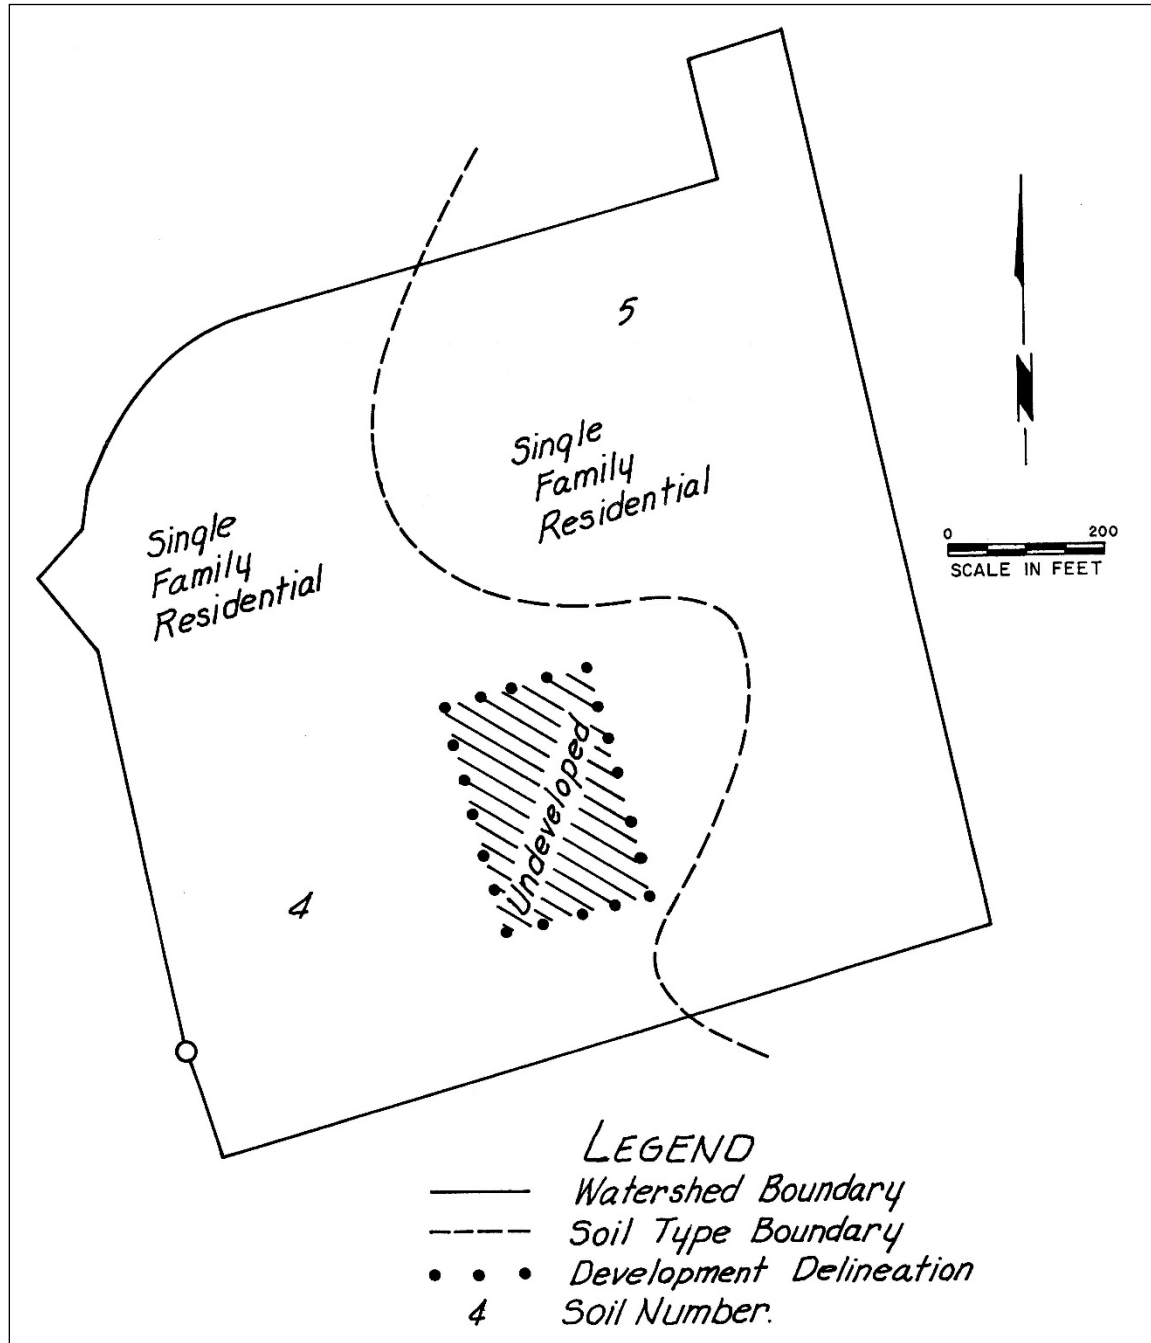 5
Single
Family
Residential
N
0 200
SCALE IN FEET
Single
Family
Residential
Undeveloped
4
LEGEND
Watershed Boundary
Soil Type Boundary
Development Delineation
4 Soil Number.